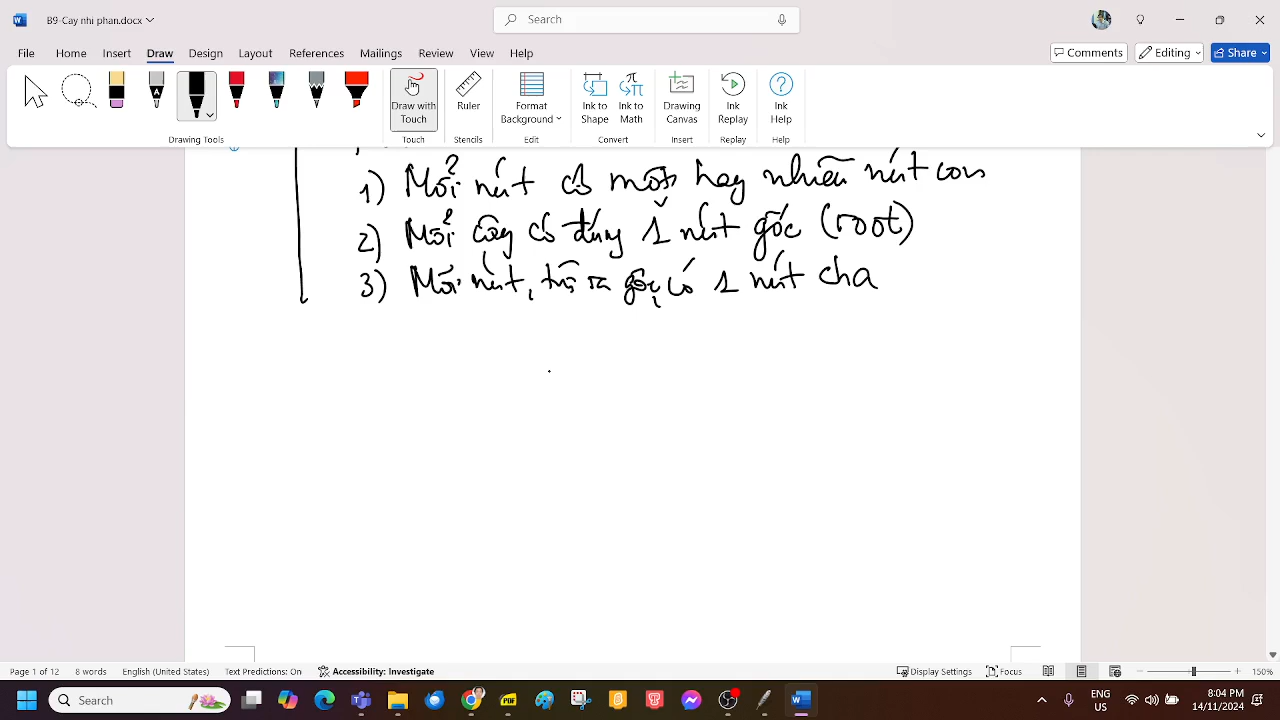 B9-Cay nhi phan.docx
Search
File Home Insert Draw Design Layout References Mailings Review View Help
Comments Editing Share
Draw with Touch
Ruler
Format Background
Ink to Shape
Ink to Math
Drawing Canvas
Ink Replay
Ink Help
Drawing Tools Touch Stencils Edit Convert Insert Replay Help
1) Mỗi nút có một hay nhiều nút con
2) Mỗi cây có đúng 1 nút gốc (root)
3) Mỗi nút, trừ ra gốc, có 1 nút cha
Page 1 of 12 8 words English (United States) Text Predictions: On Accessibility: Investigate Display Settings Focus 150%
Search ENG 8:04 PM
US 14/11/2024